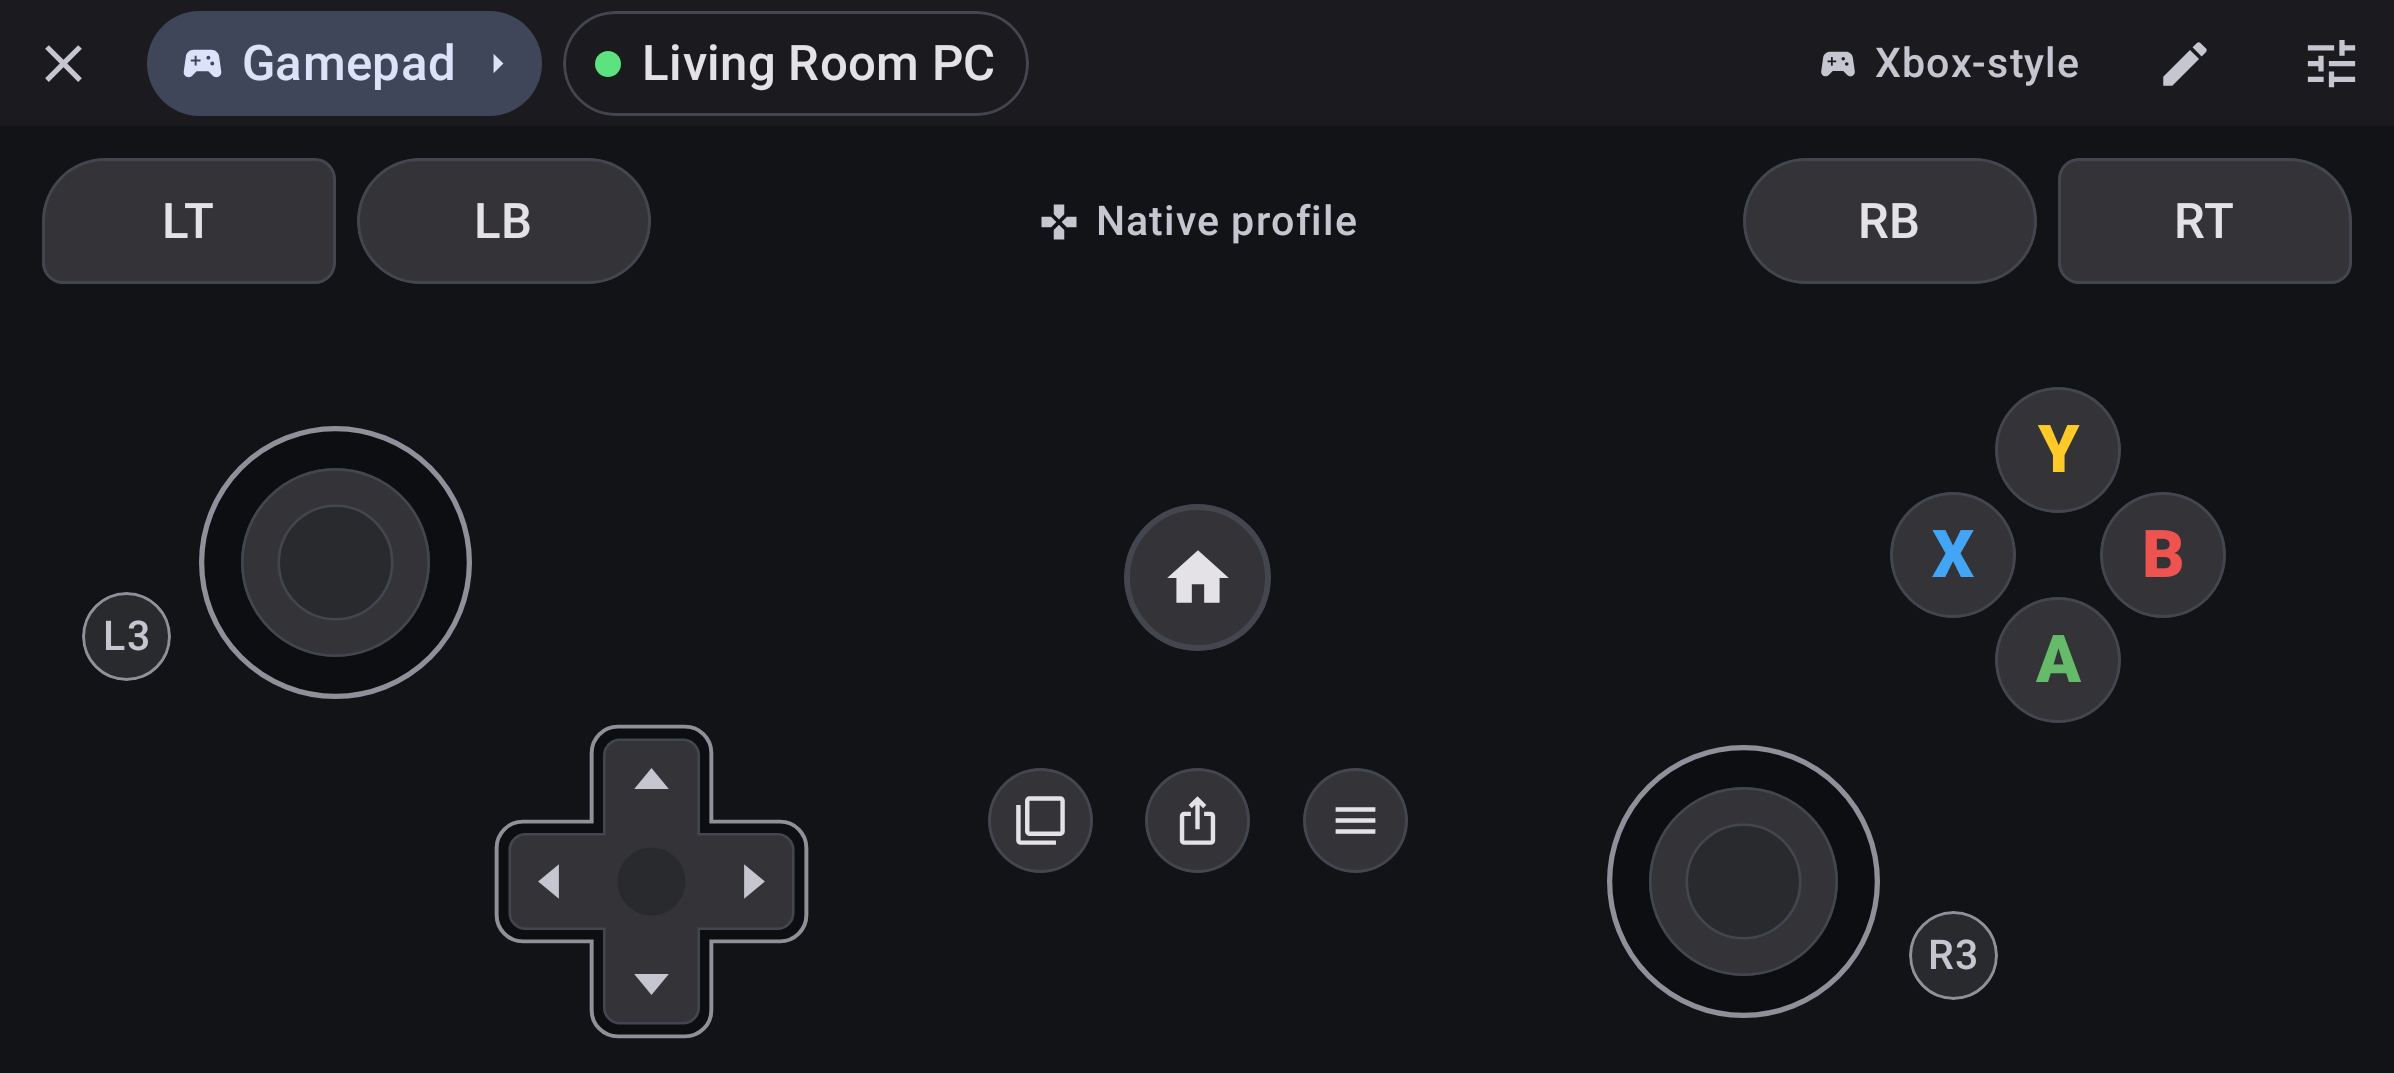 Gamepad
Living Room PC
Xbox-style
LT
LB
Native profile
RB
RT
Y
X
B
A
L3
R3